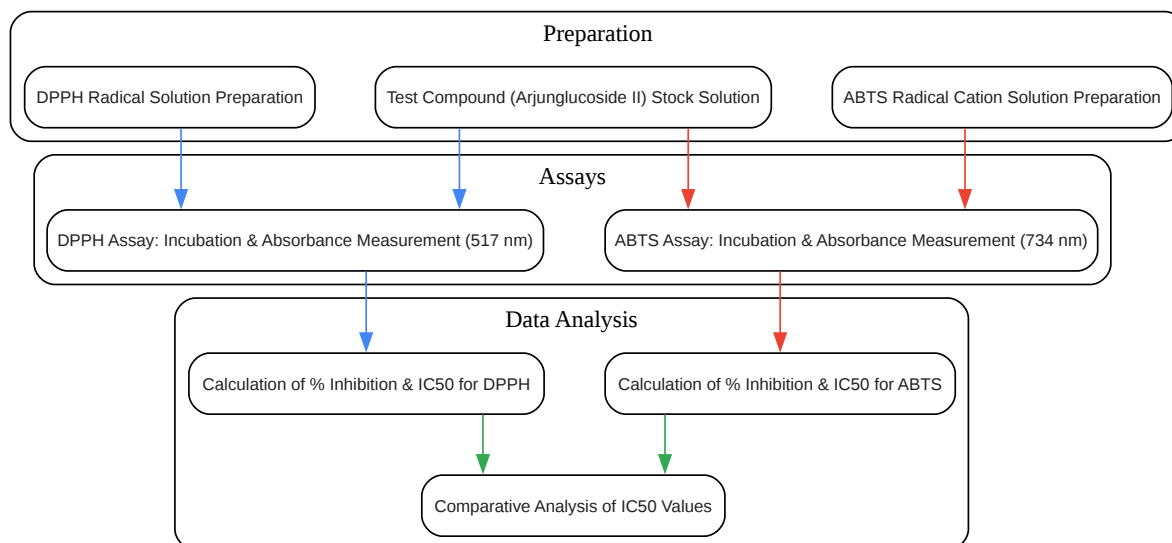 Preparation
DPPH Radical Solution Preparation
Test Compound (Arjunglucoside II) Stock Solution
ABTS Radical Cation Solution Preparation
Assays
DPPH Assay: Incubation & Absorbance Measurement (517 nm)
ABTS Assay: Incubation & Absorbance Measurement (734 nm)
Data Analysis
Calculation of % Inhibition & IC50 for DPPH
Calculation of % Inhibition & IC50 for ABTS
Comparative Analysis of IC50 Values